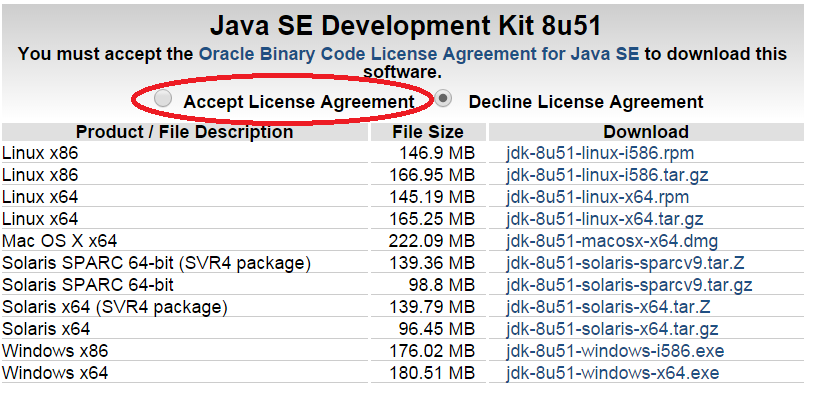 Java SE Development Kit 8u51
You must accept the Oracle Binary Code License Agreement for Java SE to download this
software.
Accept License Agreement Decline License Agreement
Product / File Description File Size Download
Linux x86 146.9 MB jdk-8u51-linux-i586.rpm
Linux x86 166.95 MB jdk-8u51-linux-i586.tar.gz
Linux x64 145.19 MB jdk-8u51-linux-x64.rpm
Linux x64 165.25 MB jdk-8u51-linux-x64.tar.gz
Mac OS X x64 222.09 MB jdk-8u51-macosx-x64.dmg
Solaris SPARC 64-bit (SVR4 package) 139.36 MB jdk-8u51-solaris-sparcv9.tar.Z
Solaris SPARC 64-bit 98.8 MB jdk-8u51-solaris-sparcv9.tar.gz
Solaris x64 (SVR4 package) 139.79 MB jdk-8u51-solaris-x64.tar.Z
Solaris x64 96.45 MB jdk-8u51-solaris-x64.tar.gz
Windows x86 176.02 MB jdk-8u51-windows-i586.exe
Windows x64 180.51 MB jdk-8u51-windows-x64.exe